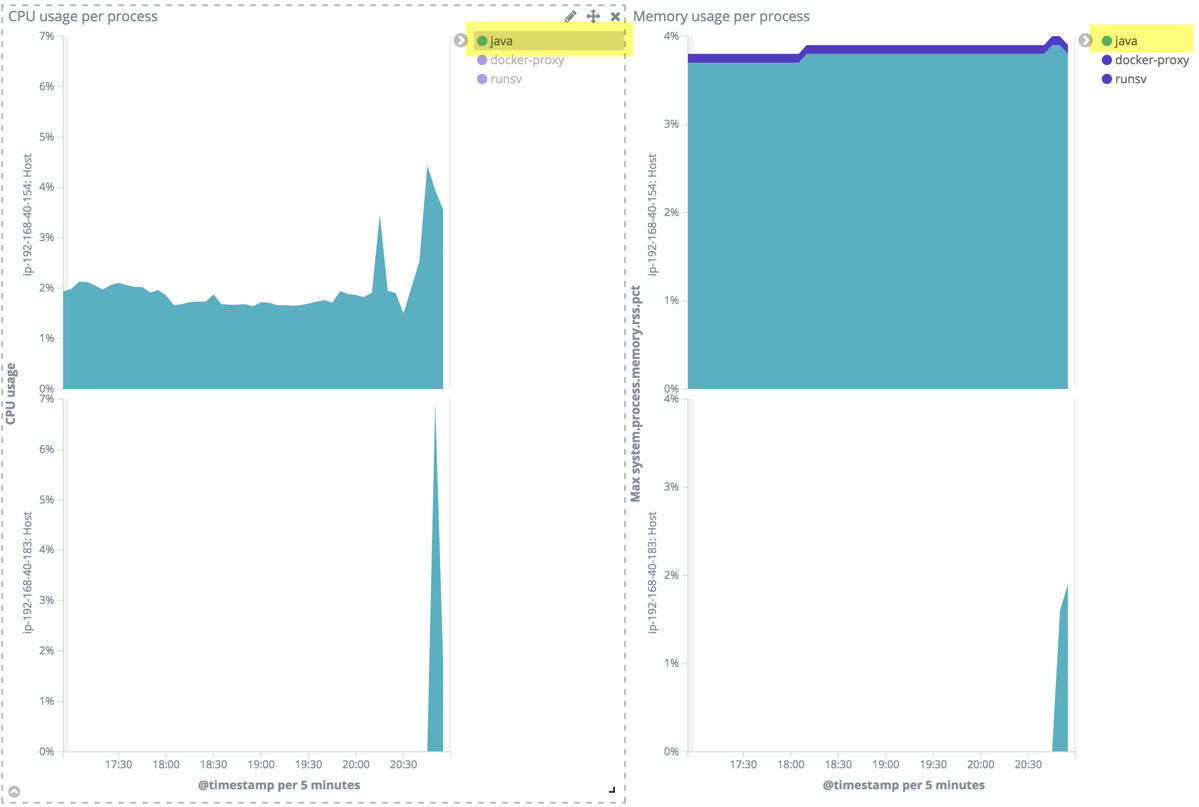 CPU usage per process
7%
6%
5%
4%
3%
2%
1%
0%
ip-192-168-40-154: Host
java
docker-proxy
runsv
CPU usage
7%
6%
5%
4%
3%
2%
1%
0%
ip-192-168-40-183: Host
17:30 18:00 18:30 19:00 19:30 20:00 20:30
@timestamp per 5 minutes
Memory usage per process
4%
3%
2%
1%
0%
ip-192-168-40-154: Host
java
docker-proxy
runsv
Max system.process.memory.rss.pct
4%
3%
2%
1%
0%
ip-192-168-40-183: Host
17:30 18:00 18:30 19:00 19:30 20:00 20:30
@timestamp per 5 minutes